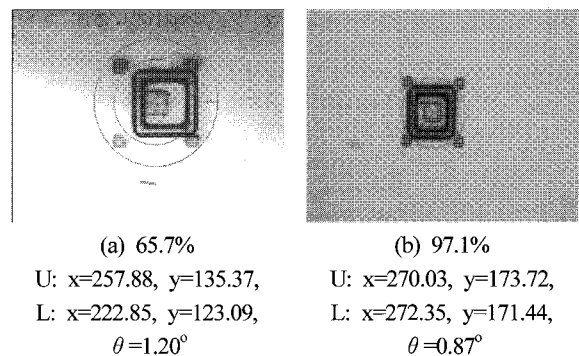 (a) 65.7%
U: x=257.88, y=135.37,
L: x=222.85, y=123.09,
θ=1.20°
(b) 97.1%
U: x=270.03, y=173.72,
L: x=272.35, y=171.44,
θ=0.87°